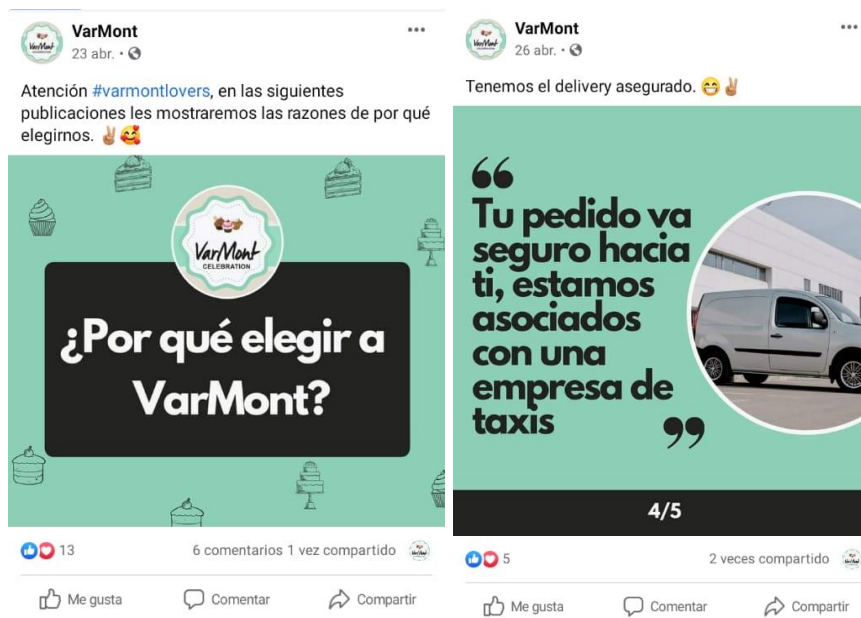 VarMont
23 abr.
Atención #varmontlovers, en las siguientes
publicaciones les mostraremos las razones de por qué
elegirnos. ✌🏼🥰
VarMont
CELEBRATION
¿Por qué elegir a
VarMont?
13
6 comentarios 1 vez compartido
Me gusta
Comentar
Compartir
VarMont
26 abr.
Tenemos el delivery asegurado. 😁✌🏼
“
Tu pedido va
seguro hacia
ti, estamos
asociados
con una
empresa de
taxis
”
4/5
5
2 veces compartido
Me gusta
Comentar
Compartir